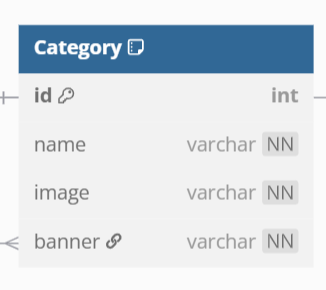 Category
id int
name varchar NN
image varchar NN
banner varchar NN